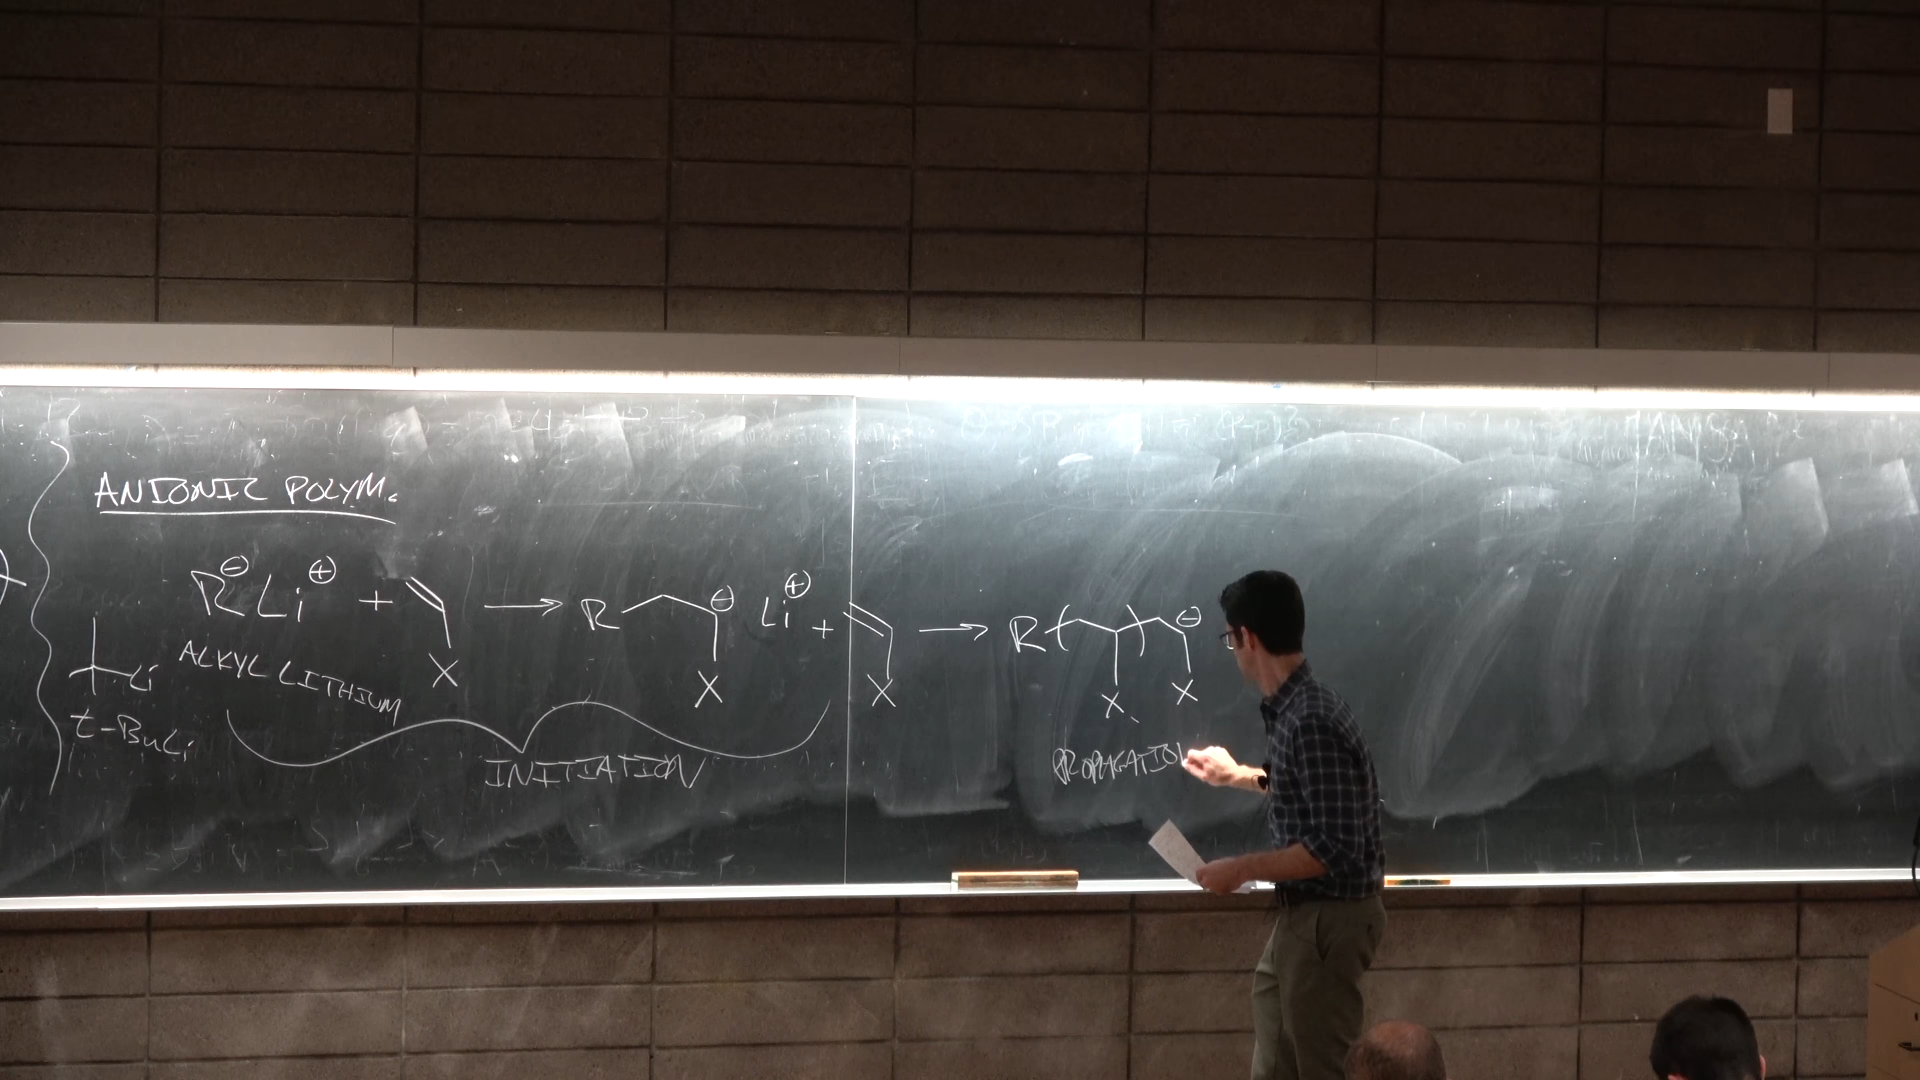 ANIONIC POLYM.
R⊖ Li⊕ + X → R X ⊖ Li⊕ + X → R ( X ) X ⊖
ALKYL LITHIUM
Li
t-BuLi
INITIATION
PROPAGATION